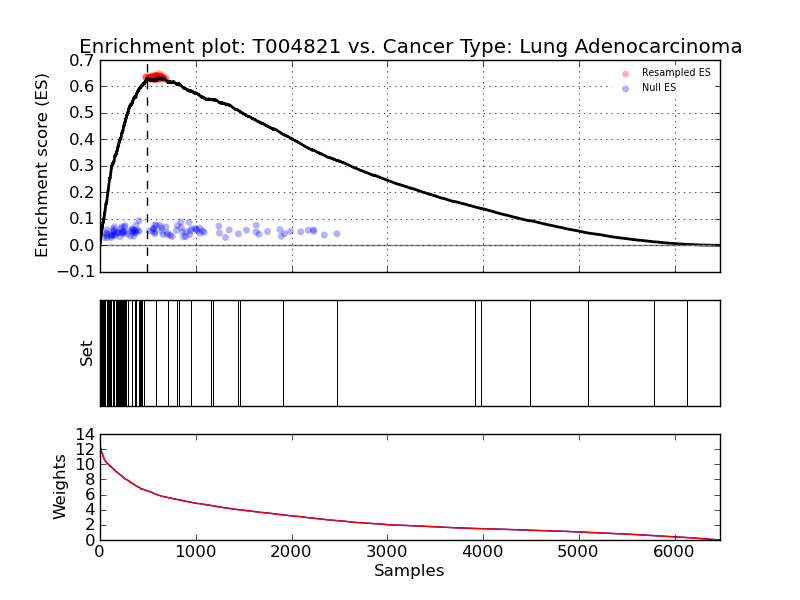 Enrichment plot: T004821 vs. Cancer Type: Lung Adenocarcinoma
0.7
0.6
0.5
0.4
0.3
0.2
0.1
0.0
−0.1
Enrichment score (ES)
Resampled ES
Null ES
Set
14
12
10
8
6
4
2
0
Weights
0 1000 2000 3000 4000 5000 6000
Samples